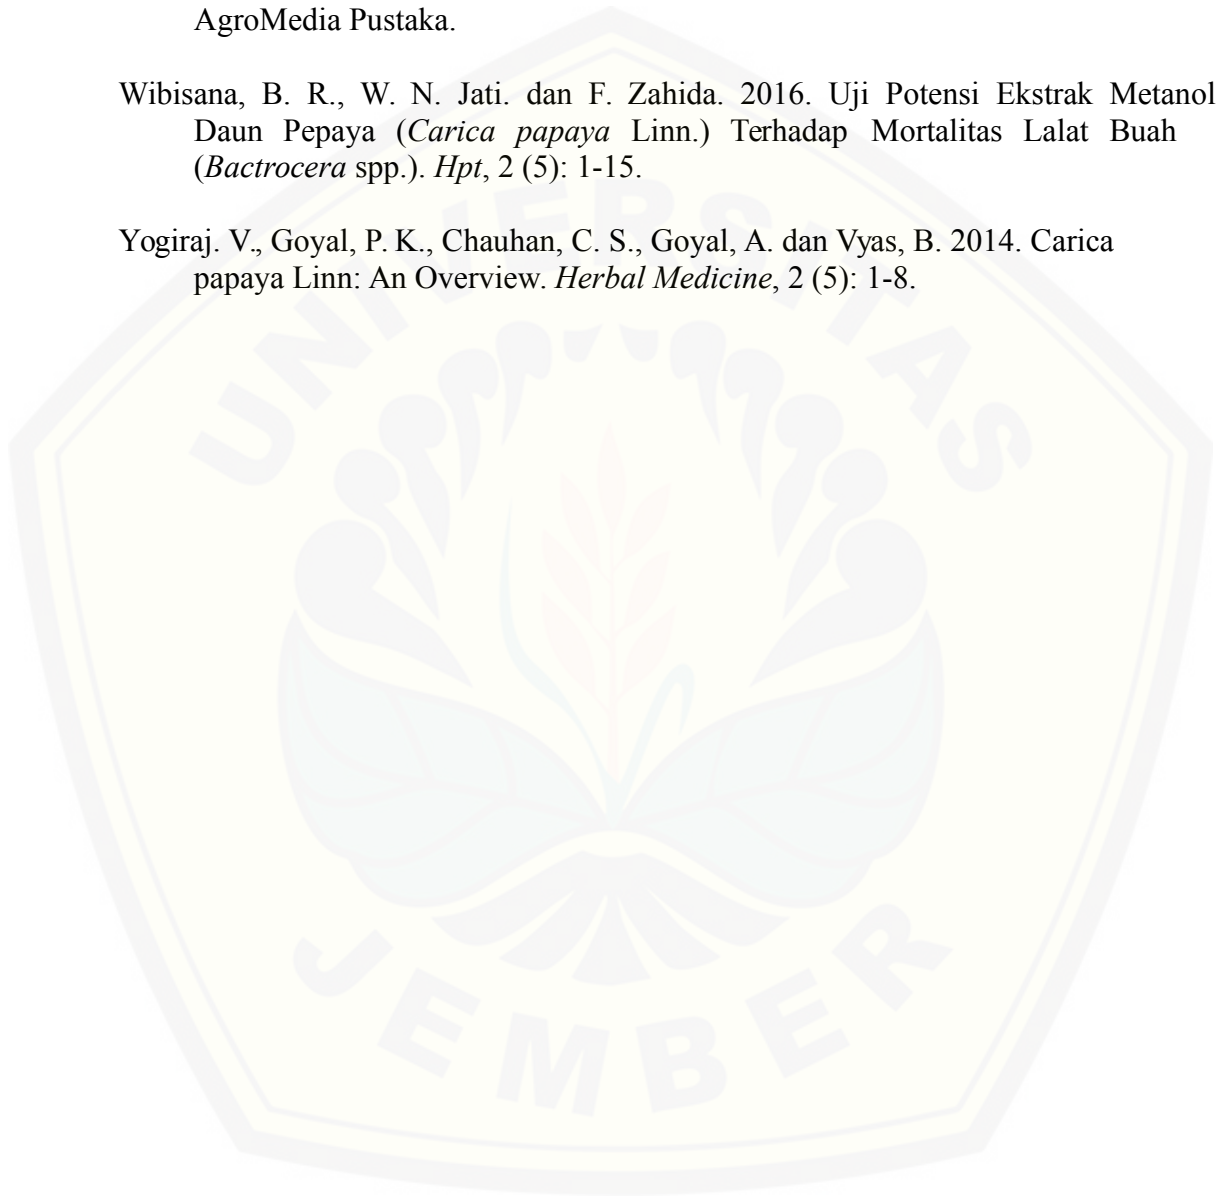 AgroMedia Pustaka.
Wibisana, B. R., W. N. Jati. dan F. Zahida. 2016. Uji Potensi Ekstrak Metanol
Daun Pepaya (Carica papaya Linn.) Terhadap Mortalitas Lalat Buah
(Bactrocera spp.). Hpt, 2 (5): 1-15.
Yogiraj. V., Goyal, P. K., Chauhan, C. S., Goyal, A. dan Vyas, B. 2014. Carica
papaya Linn: An Overview. Herbal Medicine, 2 (5): 1-8.
UNIVERSITAS
JEMBER